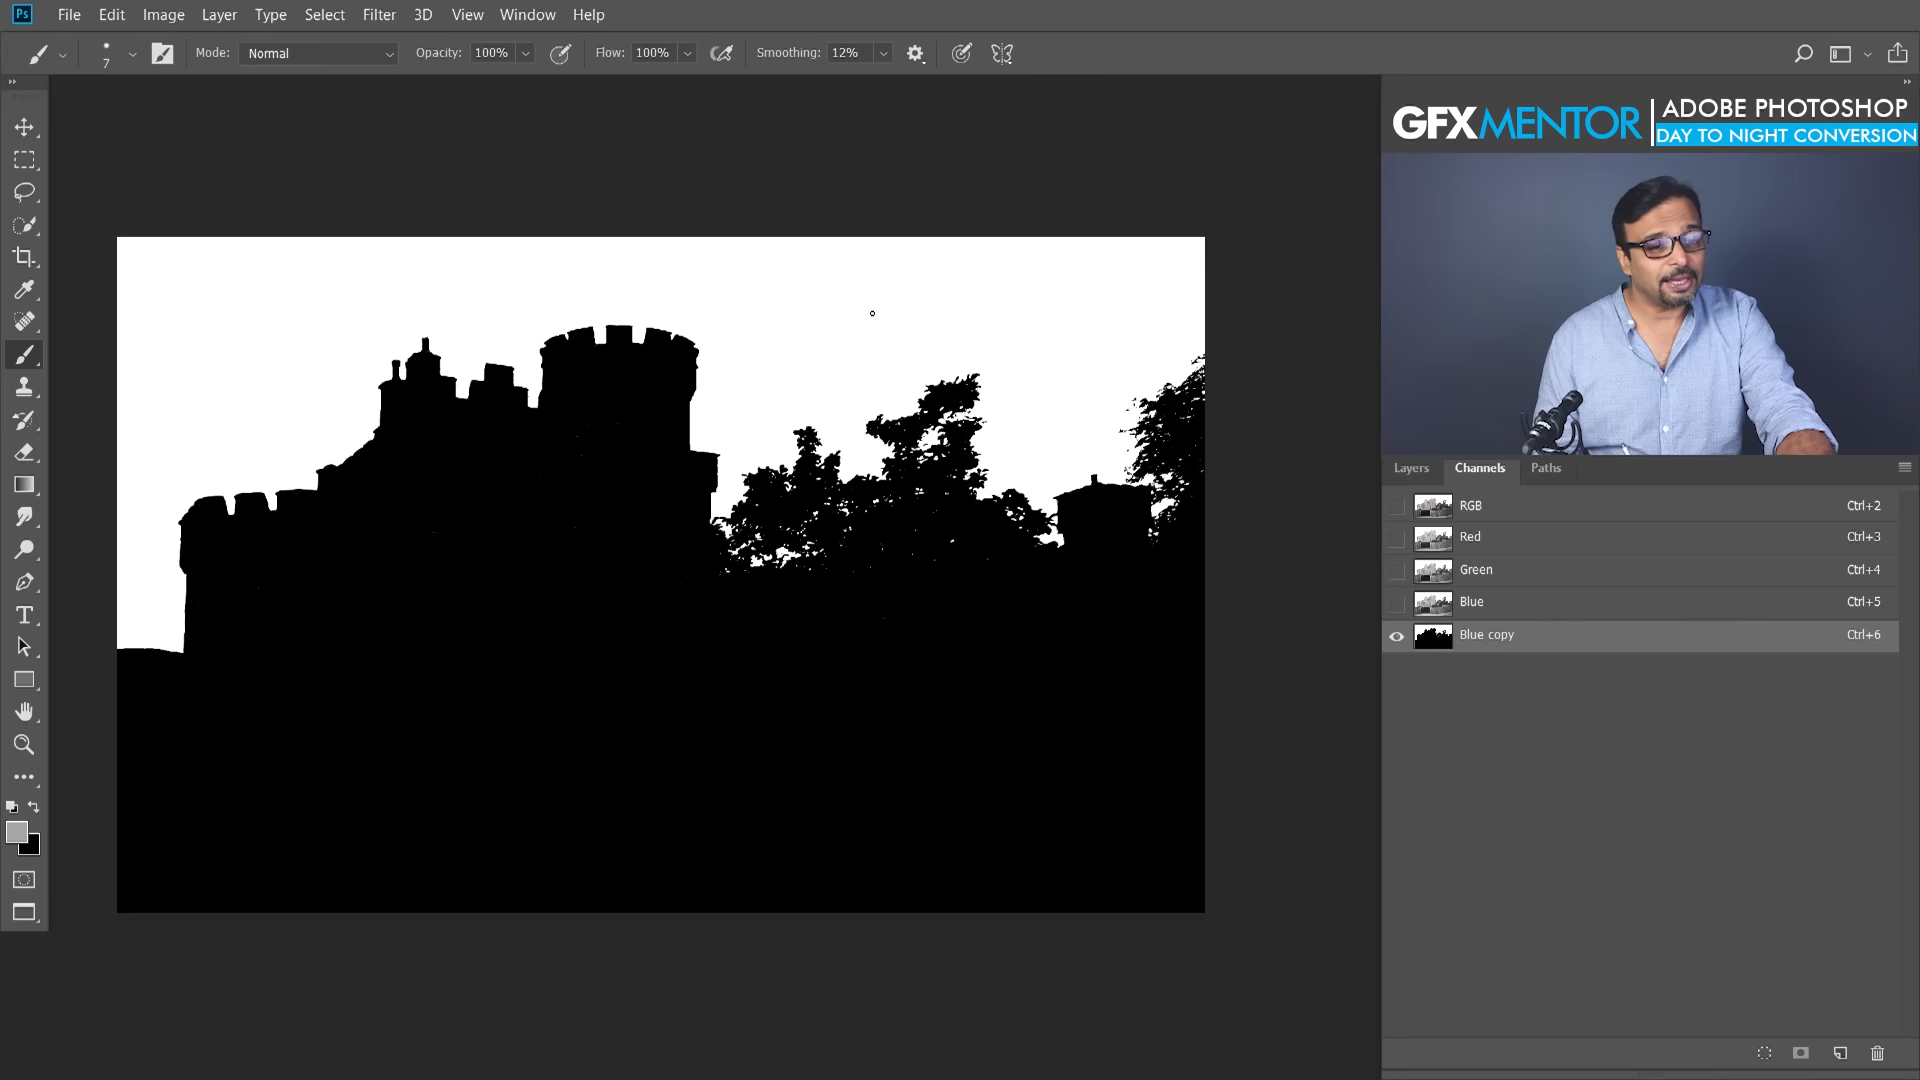 Ps File Edit Image Layer Type Select Filter 3D View Window Help
7 Mode: Normal Opacity: 100% Flow: 100% Smoothing: 12%
GFXMENTOR ADOBE PHOTOSHOP
DAY TO NIGHT CONVERSION
Layers Channels Paths
RGB Ctrl+2
Red Ctrl+3
Green Ctrl+4
Blue Ctrl+5
Blue copy Ctrl+6